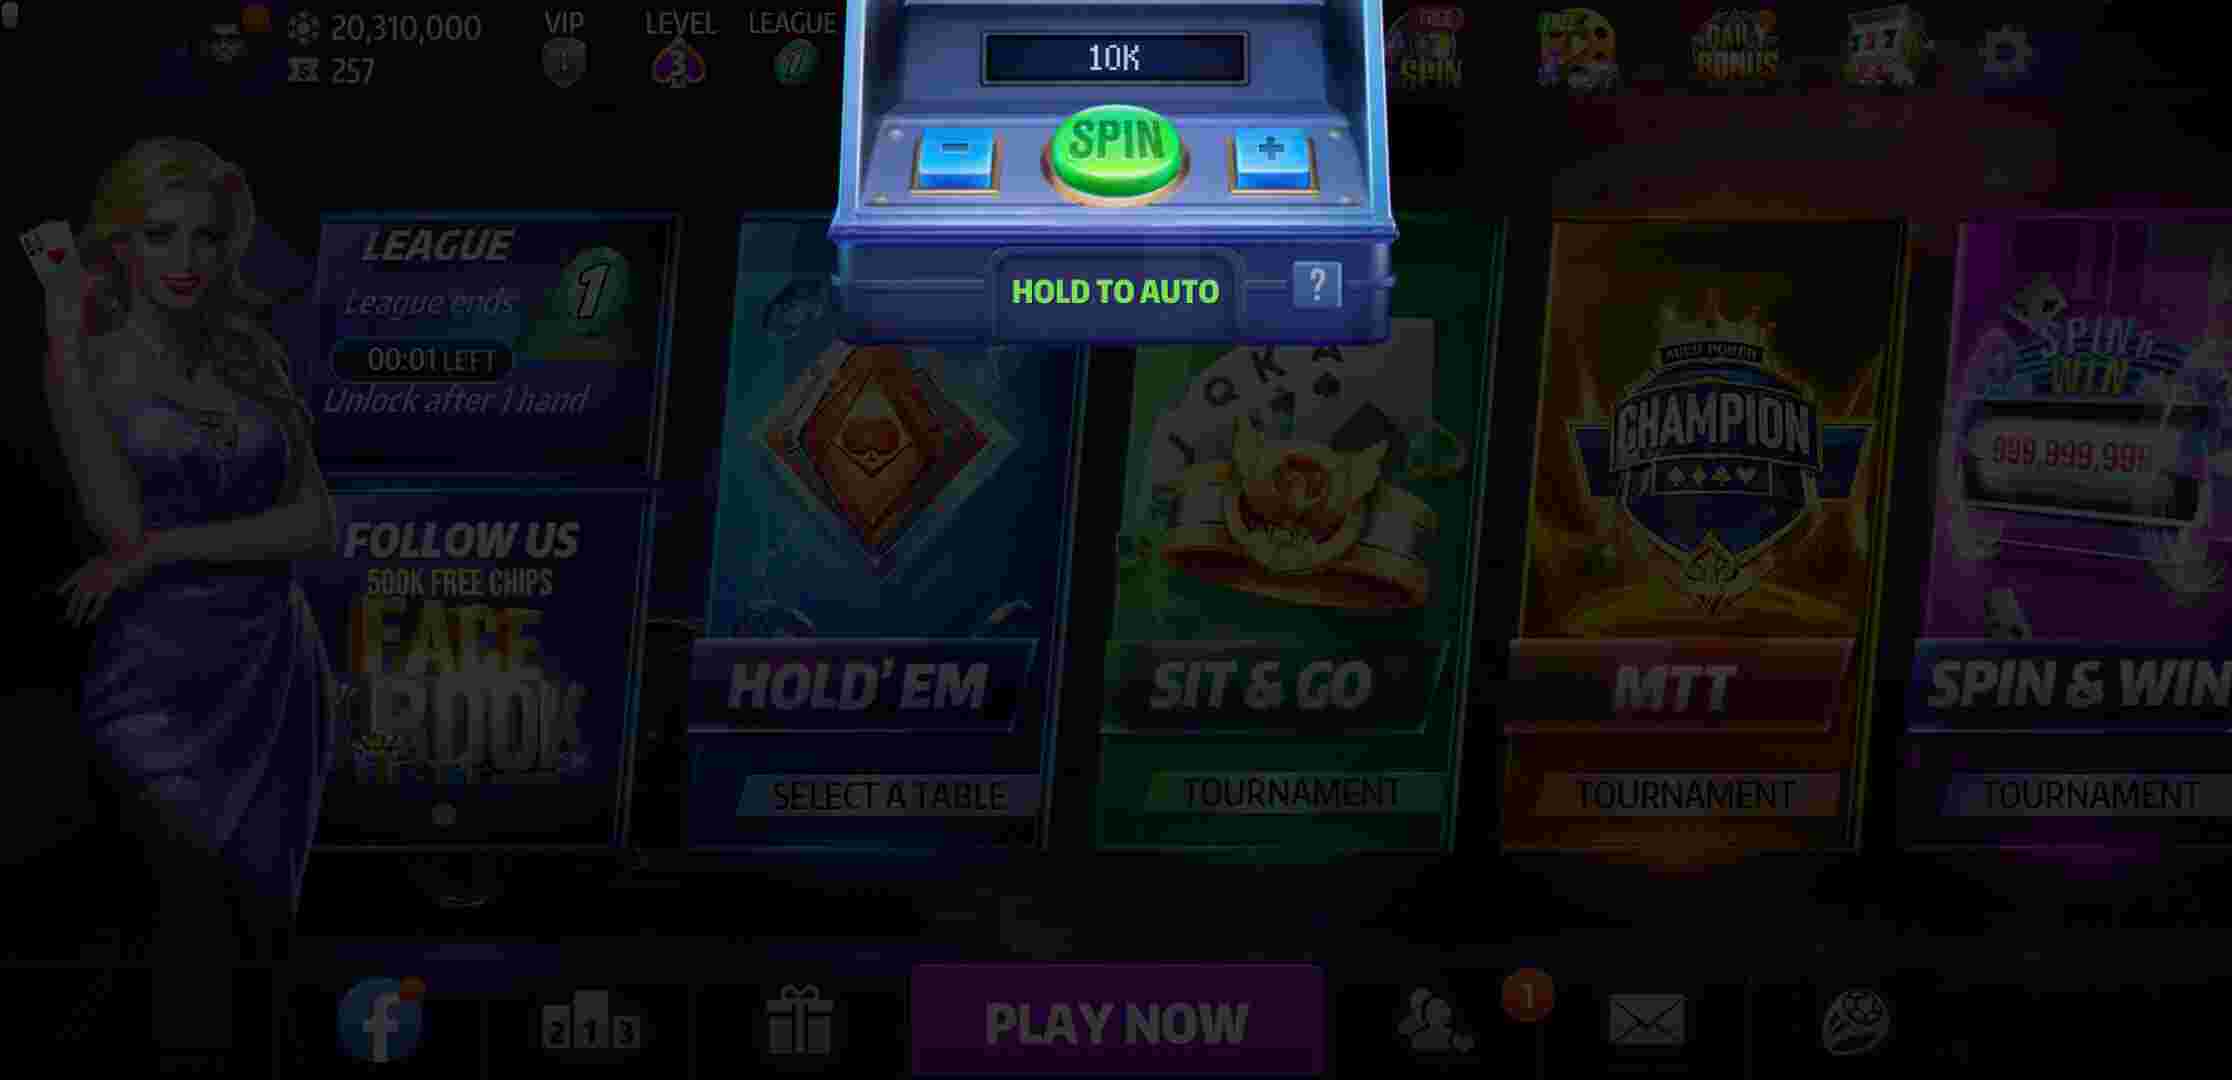 20,310,000
257
VIP
LEVEL
3
LEAGUE
1
10K
-
SPIN
+
HOLD TO AUTO
?
FREE
SPIN
FREE
DAILY
BONUS
LEAGUE
League ends
00:01 LEFT
Unlock after 1 hand
1
FOLLOW US
500K FREE CHIPS
FACE
BOOK
HOLD'EM
SELECT A TABLE
J
Q
K
A
SIT & GO
TOURNAMENT
CHAMPION
MTT
TOURNAMENT
SPIN &
WIN
999,999,99
SPIN & WIN
TOURNAMENT
f
2 1 3
PLAY NOW
1